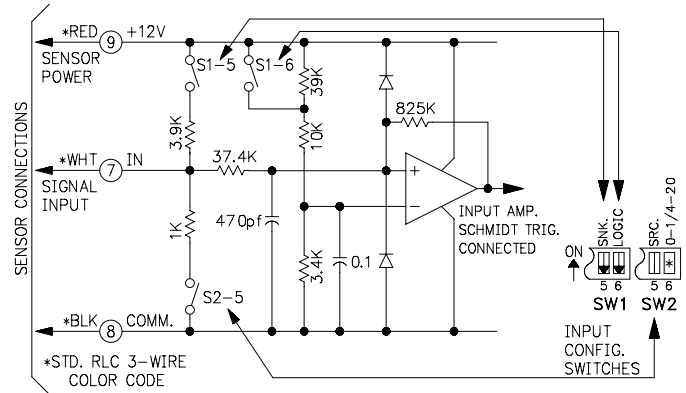 *RED 9 +12V
SENSOR
POWER
S1-5
S1-6
39K
825K
3.9K
10K
*WHT 7 IN
37.4K
SIGNAL
INPUT
SENSOR CONNECTIONS
+
−
1K
470pf
3.4K
0.1
INPUT AMP.
SCHMIDT TRIG.
CONNECTED
S2-5
*BLK 8 COMM.
*STD. RLC 3-WIRE
COLOR CODE
ON
SNK.
LOGIC
SRC.
0-1/4-20
*
5 6
5 6
SW1
SW2
INPUT
CONFIG.
SWITCHES